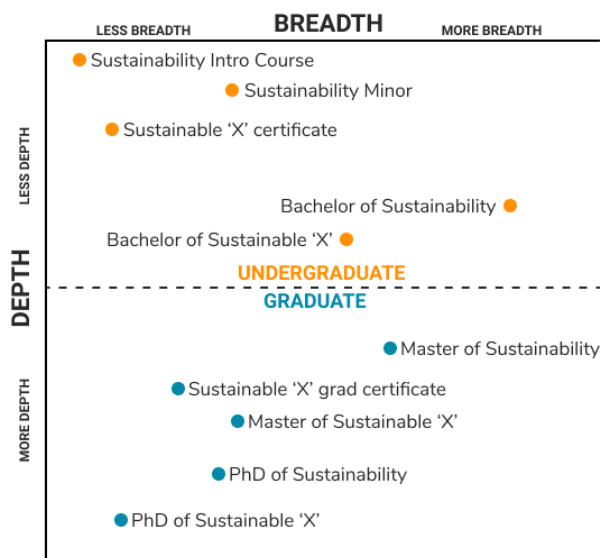 BREADTH
LESS BREADTH
MORE BREADTH
Sustainability Intro Course
Sustainability Minor
Sustainable ‘X’ certificate
LESS DEPTH
Bachelor of Sustainability
Bachelor of Sustainable ‘X’
UNDERGRADUATE
DEPTH
GRADUATE
Master of Sustainability
Sustainable ‘X’ grad certificate
MORE DEPTH
Master of Sustainable ‘X’
PhD of Sustainability
PhD of Sustainable ‘X’